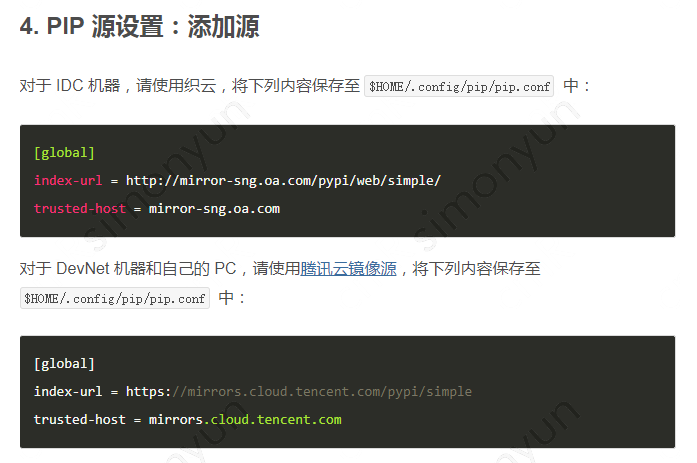 4. PIP 源设置：添加源
对于 IDC 机器，请使用织云，将下列内容保存至 $HOME/.config/pip/pip.conf 中：
[global]
index-url = http://mirror-sng.oa.com/pypi/web/simple/
trusted-host = mirror-sng.oa.com
对于 DevNet 机器和自己的 PC，请使用腾讯云镜像源，将下列内容保存至
$HOME/.config/pip/pip.conf 中：
[global]
index-url = https://mirrors.cloud.tencent.com/pypi/simple
trusted-host = mirrors.cloud.tencent.com
simonyun
simonyun
simonyun
simonyun